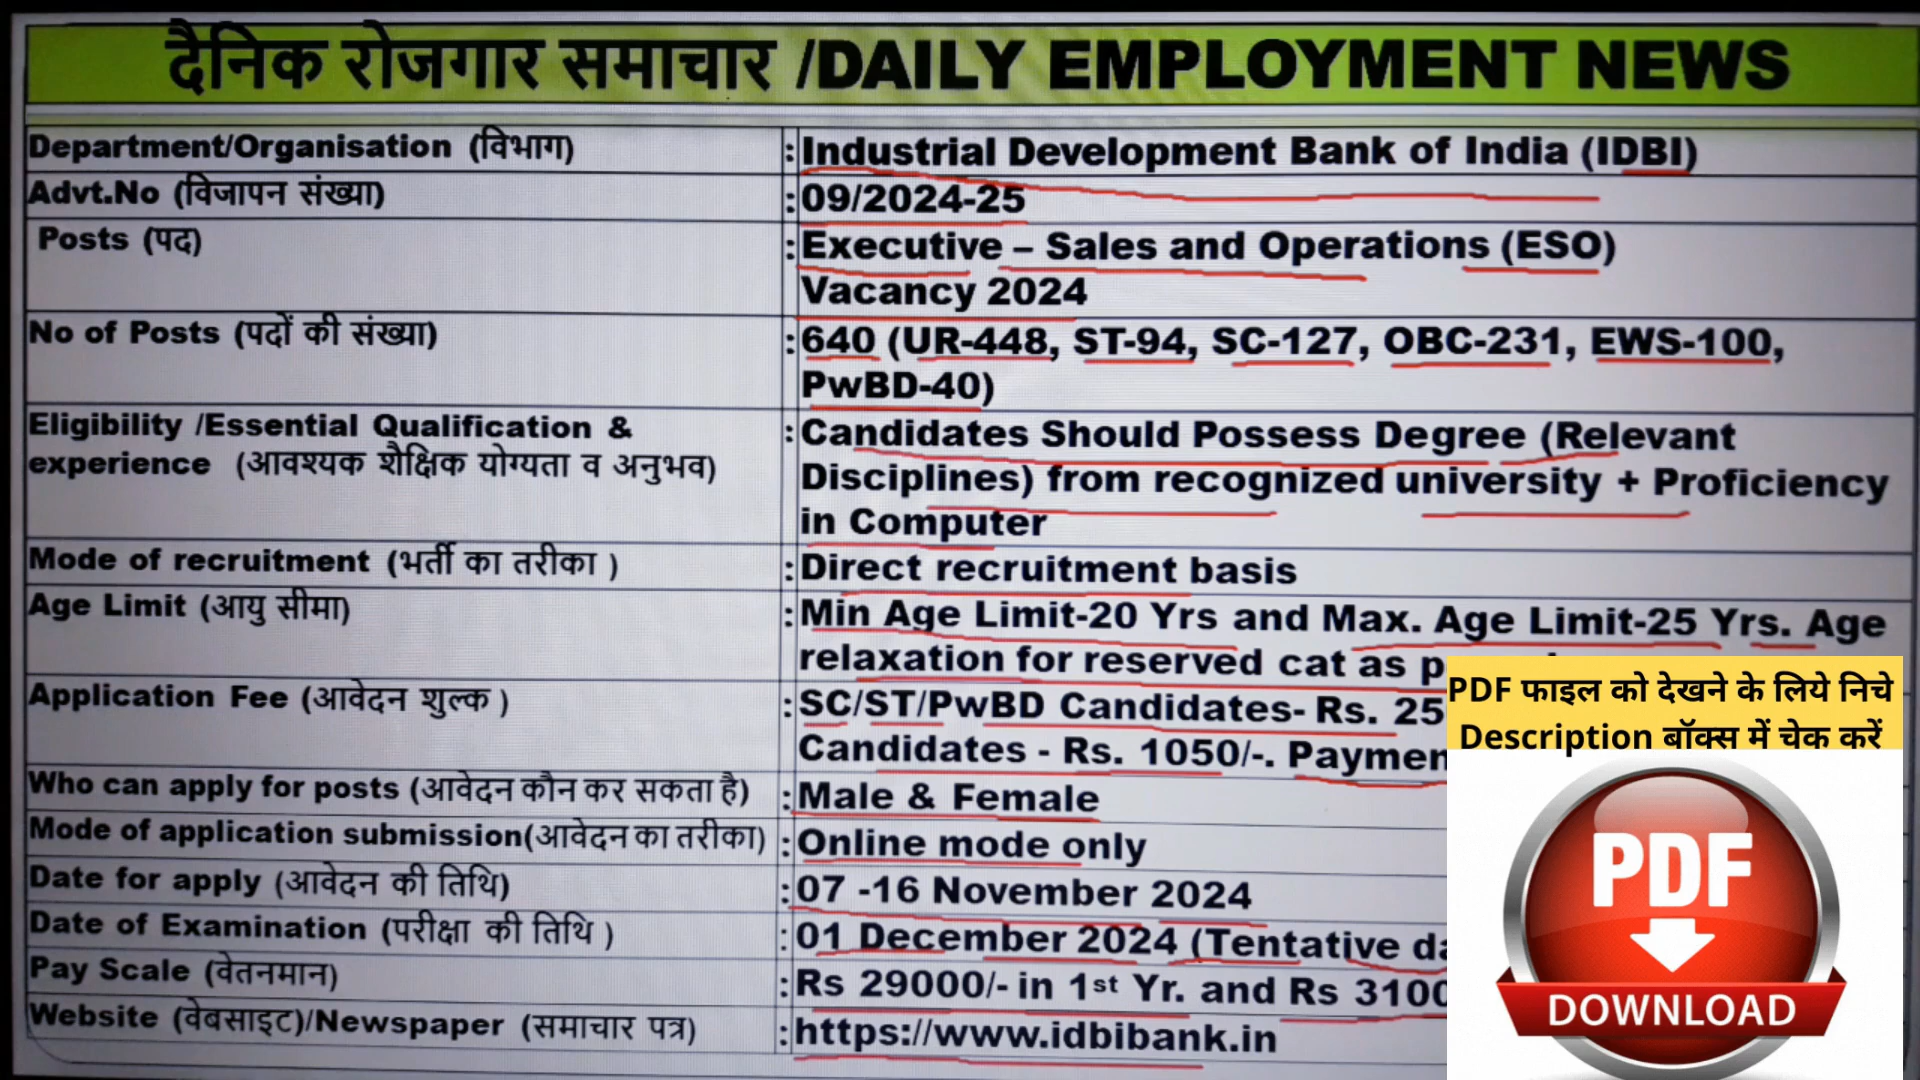 दैनिक रोजगार समाचार /DAILY EMPLOYMENT NEWS
Department/Organisation (विभाग) : Industrial Development Bank of India (IDBI)
Advt.No (विजापन संख्या) : 09/2024-25
Posts (पद) : Executive – Sales and Operations (ESO)
Vacancy 2024
No of Posts (पदों की संख्या) : 640 (UR-448, ST-94, SC-127, OBC-231, EWS-100,
PwBD-40)
Eligibility /Essential Qualification &
experience (आवश्यक शैक्षिक योग्यता व अनुभव)
: Candidates Should Possess Degree (Relevant
Disciplines) from recognized university + Proficiency
in Computer
Mode of recruitment (भर्ती का तरीका ) : Direct recruitment basis
Age Limit (आयु सीमा) : Min Age Limit-20 Yrs and Max. Age Limit-25 Yrs. Age
relaxation for reserved cat as
Application Fee (आवेदन शुल्क ) : SC/ST/PwBD Candidates- Rs. 25
Candidates - Rs. 1050/-. Paymen
Who can apply for posts (आवेदन कौन कर सकता है) : Male & Female
Mode of application submission(आवेदन का तरीका) : Online mode only
Date for apply (आवेदन की तिथि) : 07 -16 November 2024
Date of Examination (परीक्षा की तिथि ) : 01 December 2024 (Tentative
Pay Scale (वेतनमान) : Rs 29000/- in 1st Yr. and Rs 3100
Website (वेबसाइट)/Newspaper (समाचार पत्र) : https://www.idbibank.in
PDF फाइल को देखने के लिये निचे
Description बॉक्स में चेक करें
PDF
DOWNLOAD